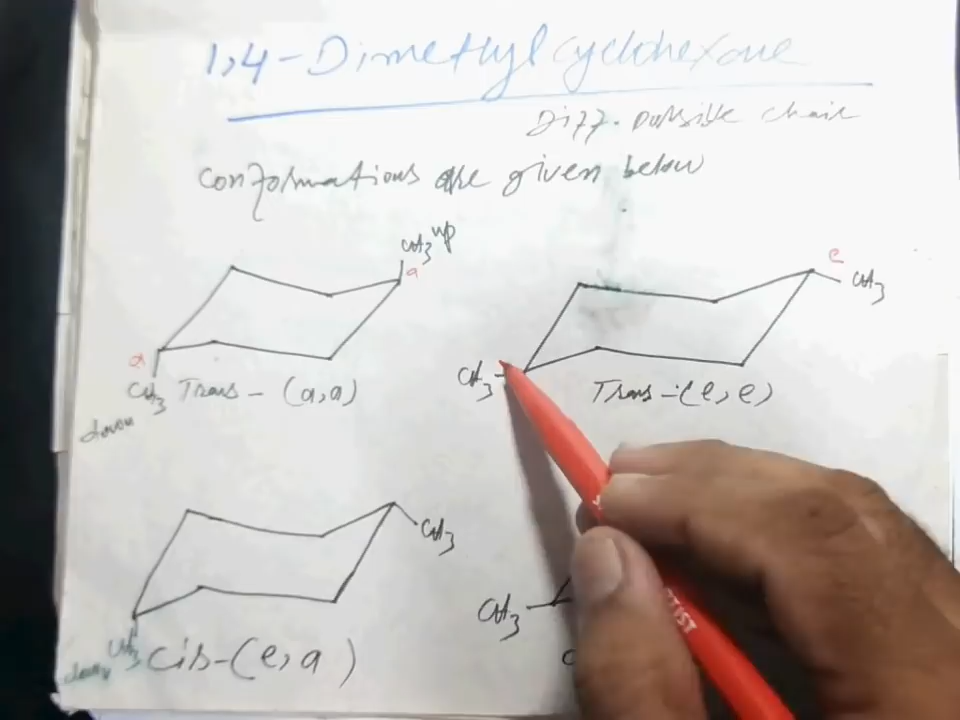 1,4-Dimethylcyclohexane
Diff. possible chair
conformations are given below
CH3 up
a
a
CH3
down
Trans - (a,a)
e
CH3
CH3
Trans - (e,e)
CH3
CH3
down
cis-(e,a)
CH3